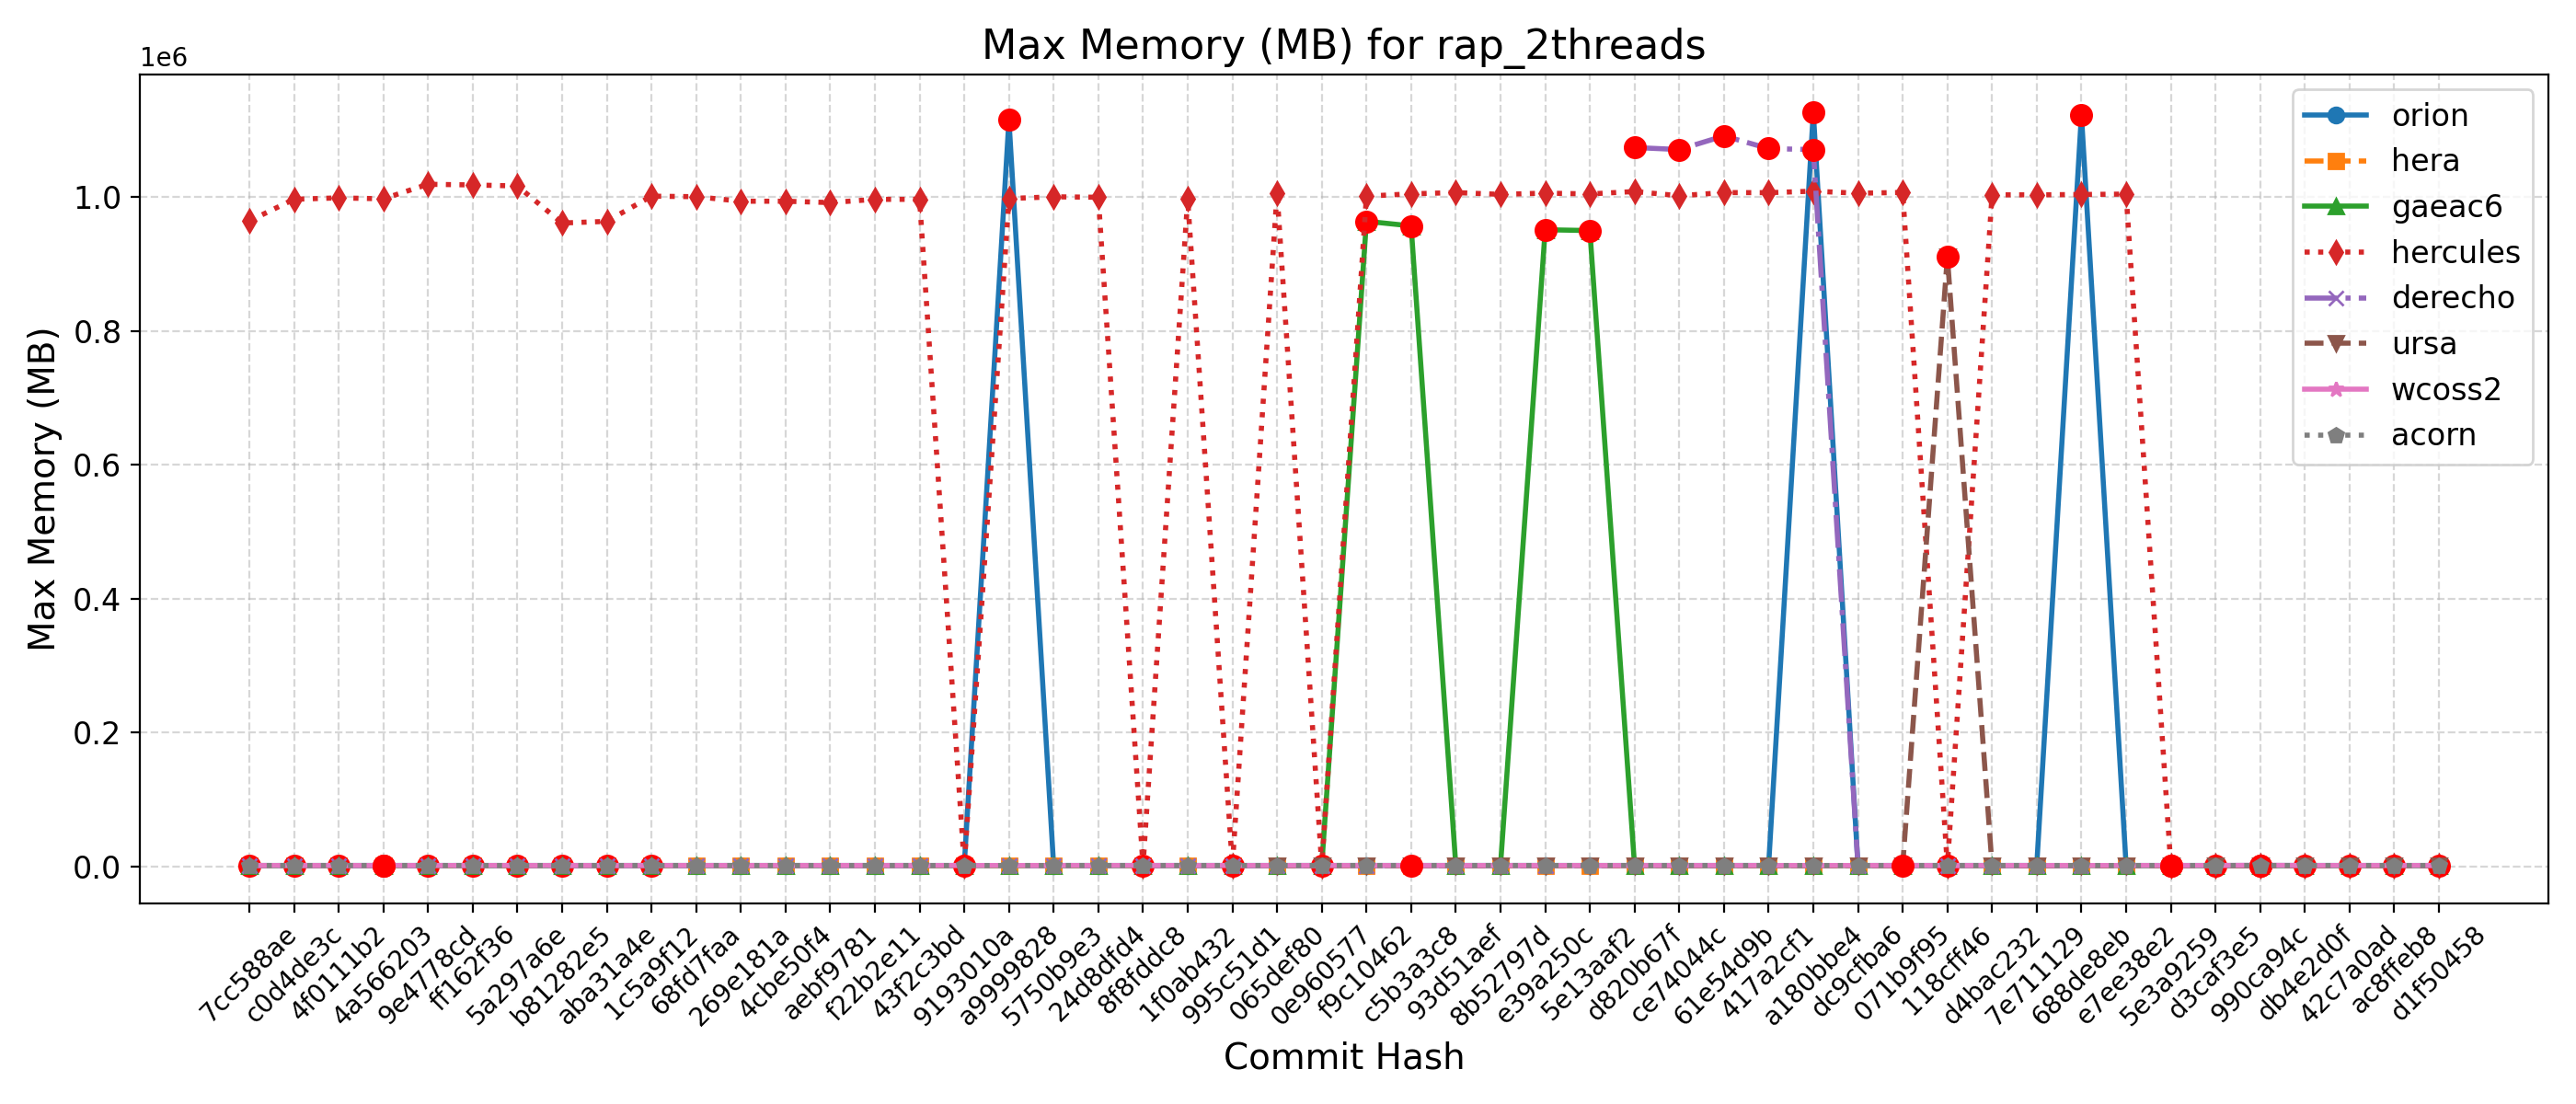 Max Memory (MB) for rap_2threads
1e6
Max Memory (MB)
1.0
0.8
0.6
0.4
0.2
0.0
orion
hera
gaeac6
hercules
derecho
ursa
wcoss2
acorn
7cc588ae
c0d4de3c
4f0111b2
4a566203
9e4778cd
ff162f36
5a297a6e
b81282e5
aba31a4e
1c5a9f12
68fd7faa
269e181a
4cbe50f4
aebf9781
f22b2e11
43f2c3bd
9193010a
a9999828
5750b9e3
24d8dfd4
8f8fddc8
1f0ab432
995c51d1
065def80
0e960577
f9c10462
c5b3a3c8
93d51aef
8b52797d
e39a250c
5e13aaf2
d820b67f
ce74044c
61e54d9b
417a2cf1
a180bbe4
dc9cfba6
071b9f95
118cff46
d4bac232
7e711129
688de8eb
e7ee38e2
5e3a9259
d3caf3e5
990ca94c
db4e2d0f
42c7a0ad
ac8ffeb8
d1f50458
Commit Hash